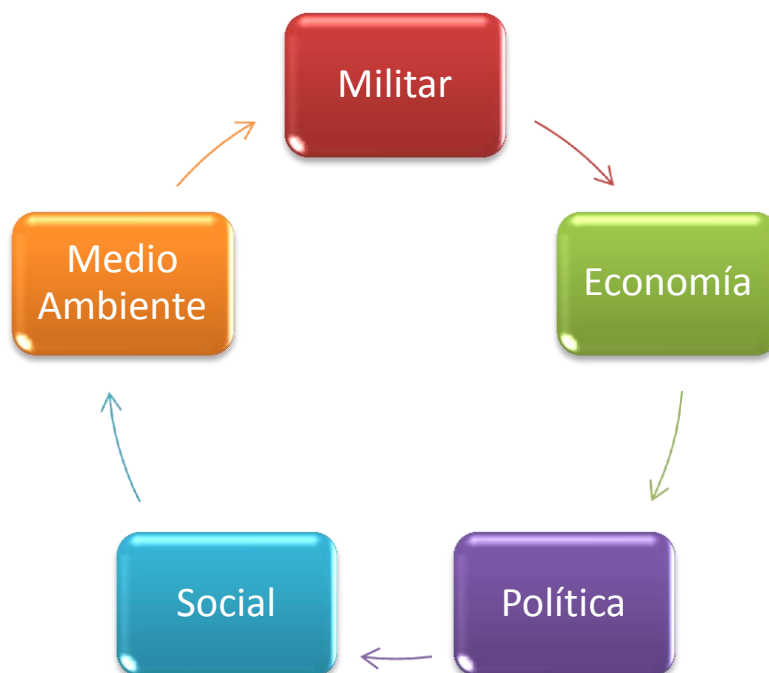 Militar
Economía
Política
Social
Medio
Ambiente